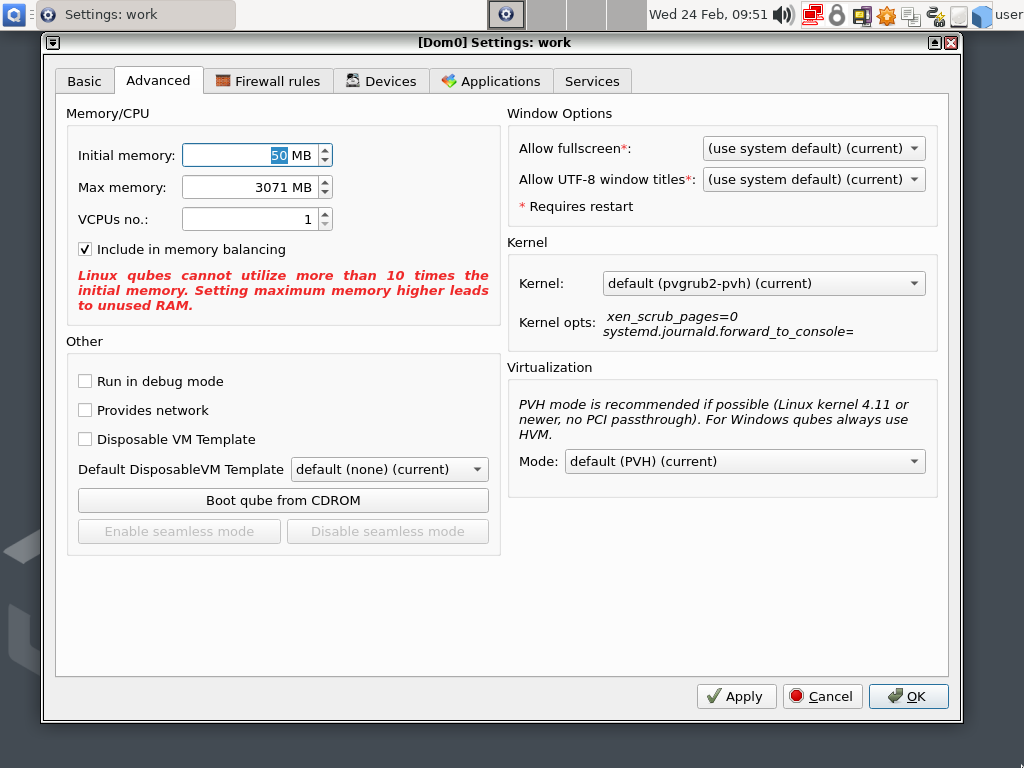 Settings: work
Wed 24 Feb, 09:51
user
[Dom0] Settings: work
Basic
Advanced
Firewall rules
Devices
Applications
Services
Memory/CPU
Initial memory:
50 MB
Max memory:
3071 MB
VCPUs no.:
1
Include in memory balancing
Linux qubes cannot utilize more than 10 times the
initial memory. Setting maximum memory higher leads
to unused RAM.
Other
Run in debug mode
Provides network
Disposable VM Template
Default DisposableVM Template
default (none) (current)
Boot qube from CDROM
Enable seamless mode
Disable seamless mode
Window Options
Allow fullscreen*:
(use system default) (current)
Allow UTF-8 window titles*:
(use system default) (current)
* Requires restart
Kernel
Kernel:
default (pvgrub2-pvh) (current)
Kernel opts:
xen_scrub_pages=0
systemd.journald.forward_to_console=
Virtualization
PVH mode is recommended if possible (Linux kernel 4.11 or
newer, no PCI passthrough). For Windows qubes always use
HVM.
Mode:
default (PVH) (current)
Apply
Cancel
OK